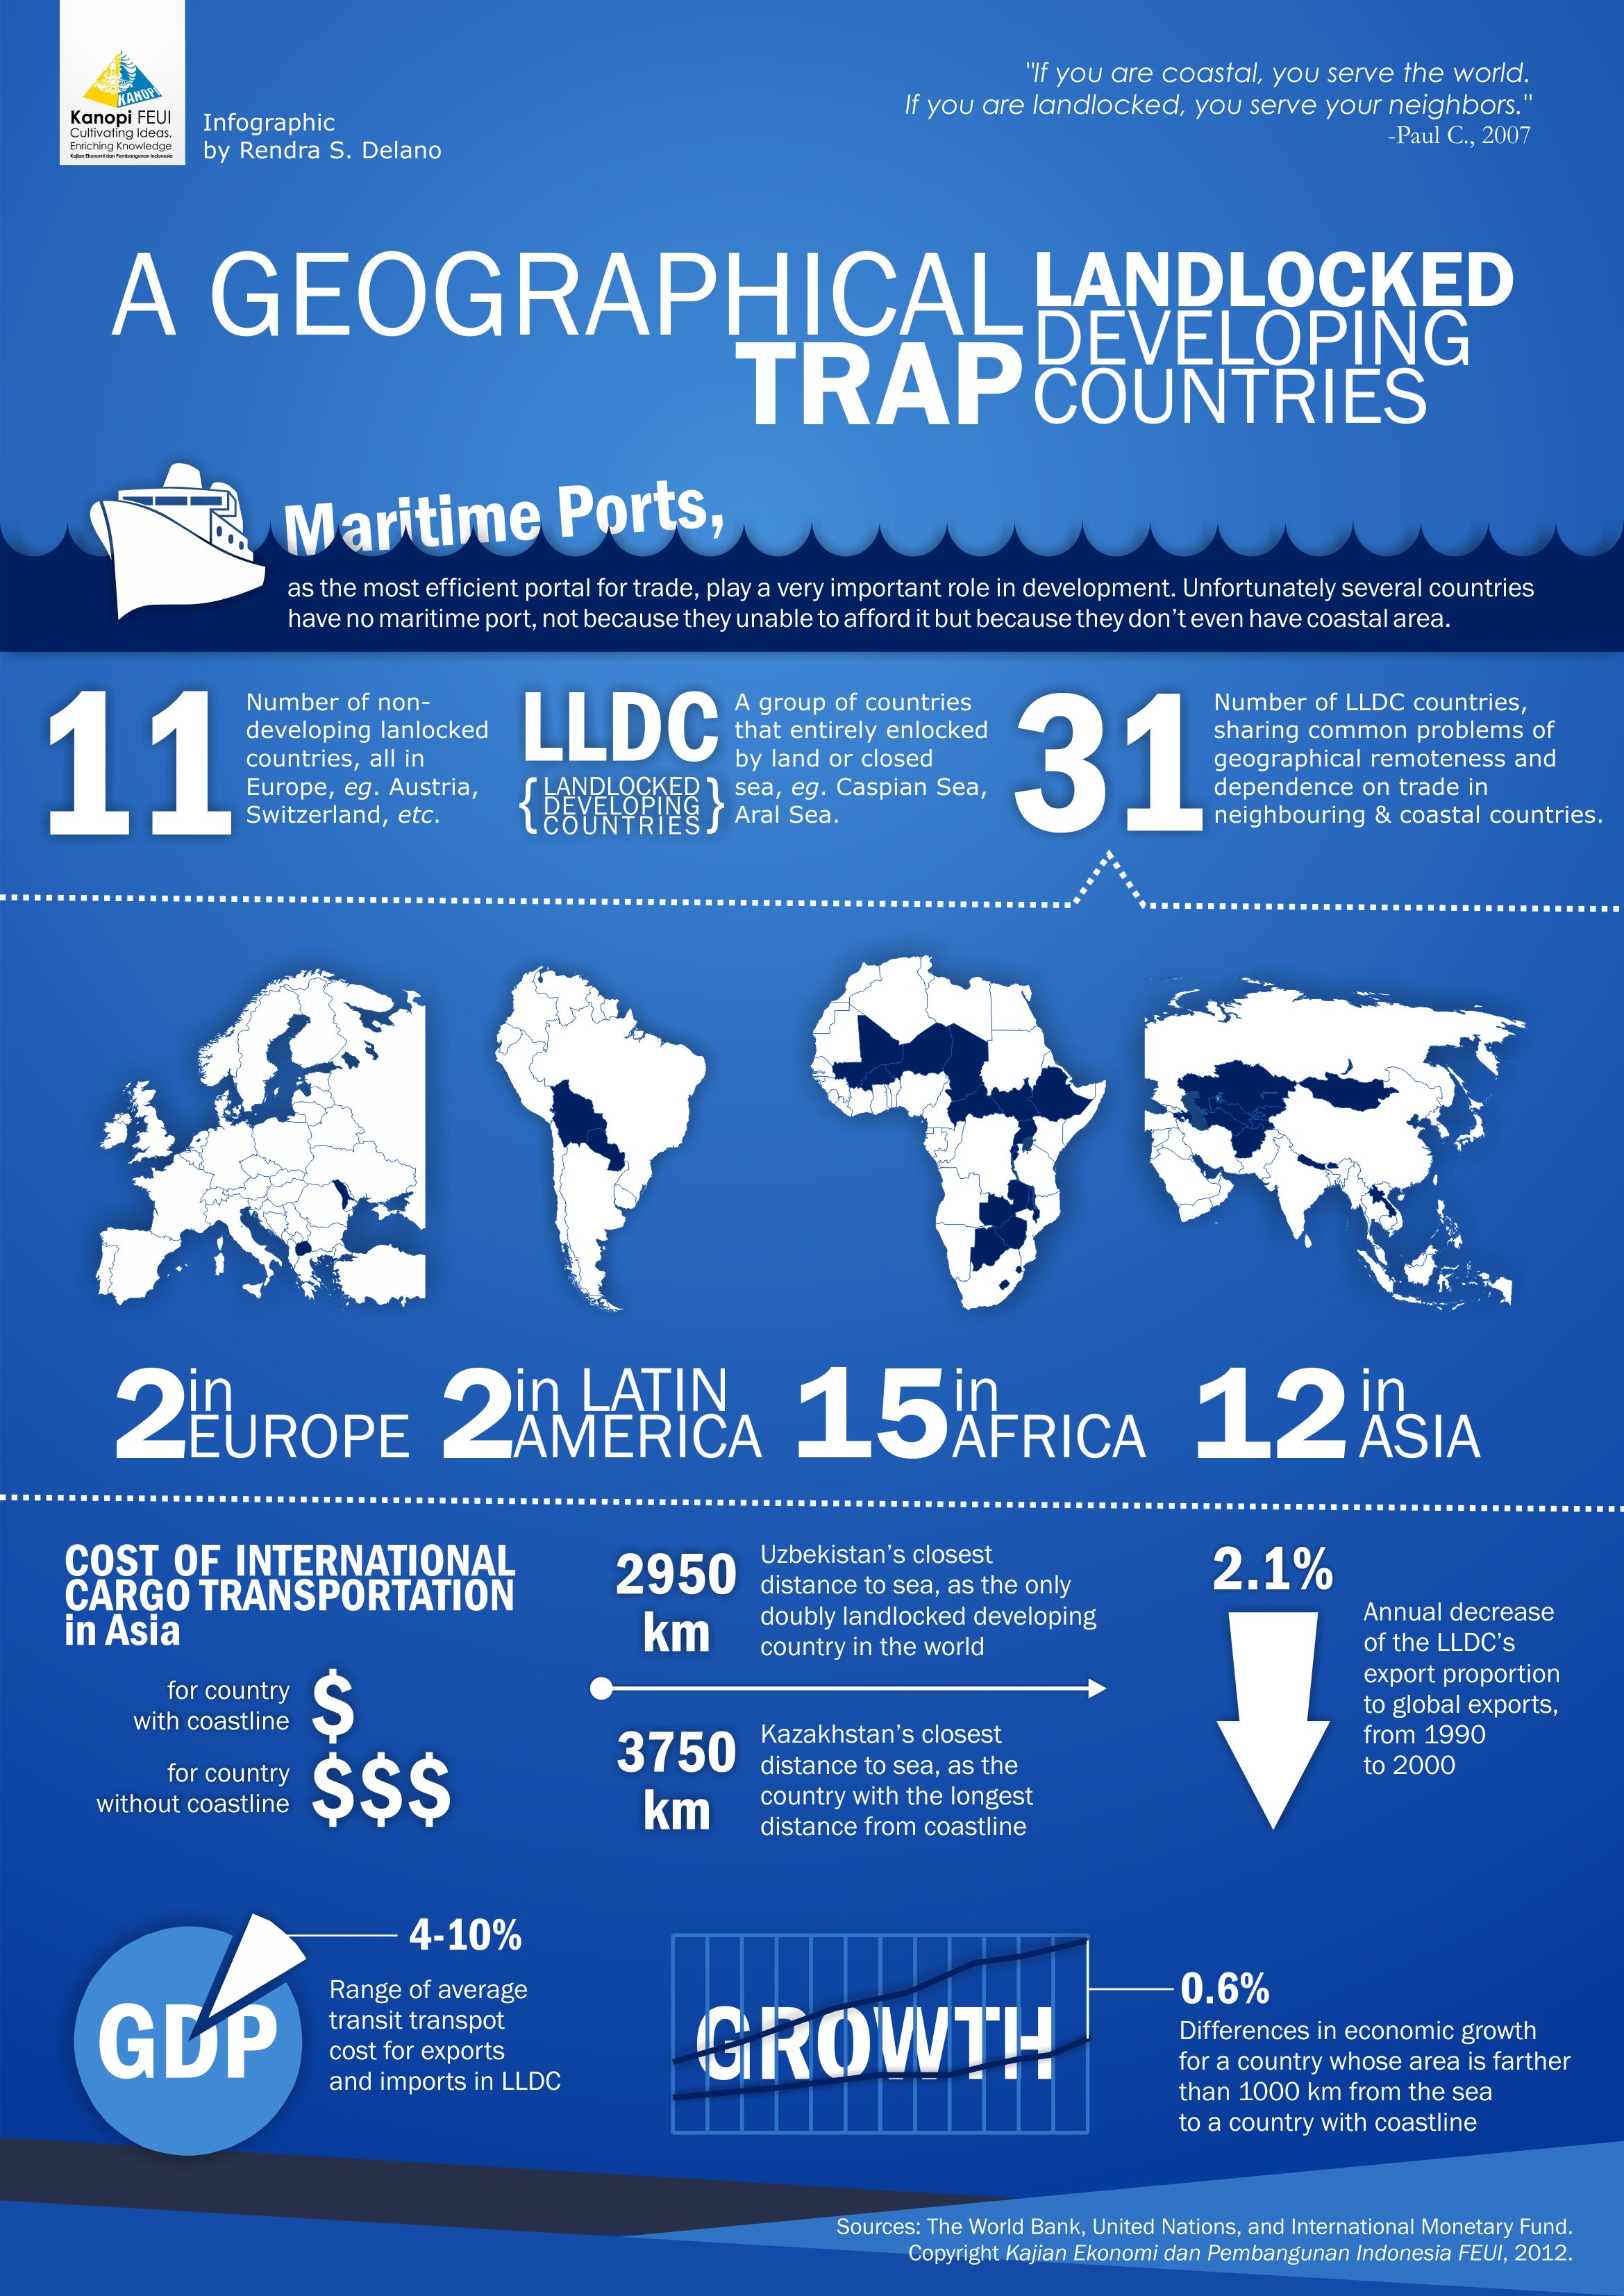 KANOPI
Kanopi FEUI
Cultivating Ideas,
Enriching Knowledge
Kajian Ekonomi dan Pembangunan Indonesia
Infographic
by Rendra S. Delano
"If you are coastal, you serve the world.
If you are landlocked, you serve your neighbors."
-Paul C., 2007
A GEOGRAPHICAL
TRAP
LANDLOCKED
DEVELOPING
COUNTRIES
Maritime Ports,
as the most efficient portal for trade, play a very important role in development. Unfortunately several countries
have no maritime port, not because they unable to afford it but because they don't even have coastal area.
11
Number of non-
developing lanlocked
countries, all in
Europe, eg. Austria,
Switzerland, etc.
LLDC
{LANDLOCKED
DEVELOPING
COUNTRIES}
A group of countries
that entirely enlocked
by land or closed
sea, eg. Caspian Sea,
Aral Sea.
31
Number of LLDC countries,
sharing common problems of
geographical remoteness and
dependence on trade in
neighbouring & coastal countries.
2 in
EUROPE
2 in LATIN
AMERICA
15 in
AFRICA
12 in
ASIA
COST OF INTERNATIONAL
CARGO TRANSPORTATION
in Asia
for country
with coastline
$
for country
without coastline
$$$
2950
km
Uzbekistan's closest
distance to sea, as the only
doubly landlocked developing
country in the world
3750
km
Kazakhstan's closest
distance to sea, as the
country with the longest
distance from coastline
2.1%
Annual decrease
of the LLDC's
export proportion
to global exports,
from 1990
to 2000
GDP
4-10%
Range of average
transit transpot
cost for exports
and imports in LLDC
GROWTH
0.6%
Differences in economic growth
for a country whose area is farther
than 1000 km from the sea
to a country with coastline
Sources: The World Bank, United Nations, and International Monetary Fund.
Copyright Kajian Ekonomi dan Pembangunan Indonesia FEUI, 2012.